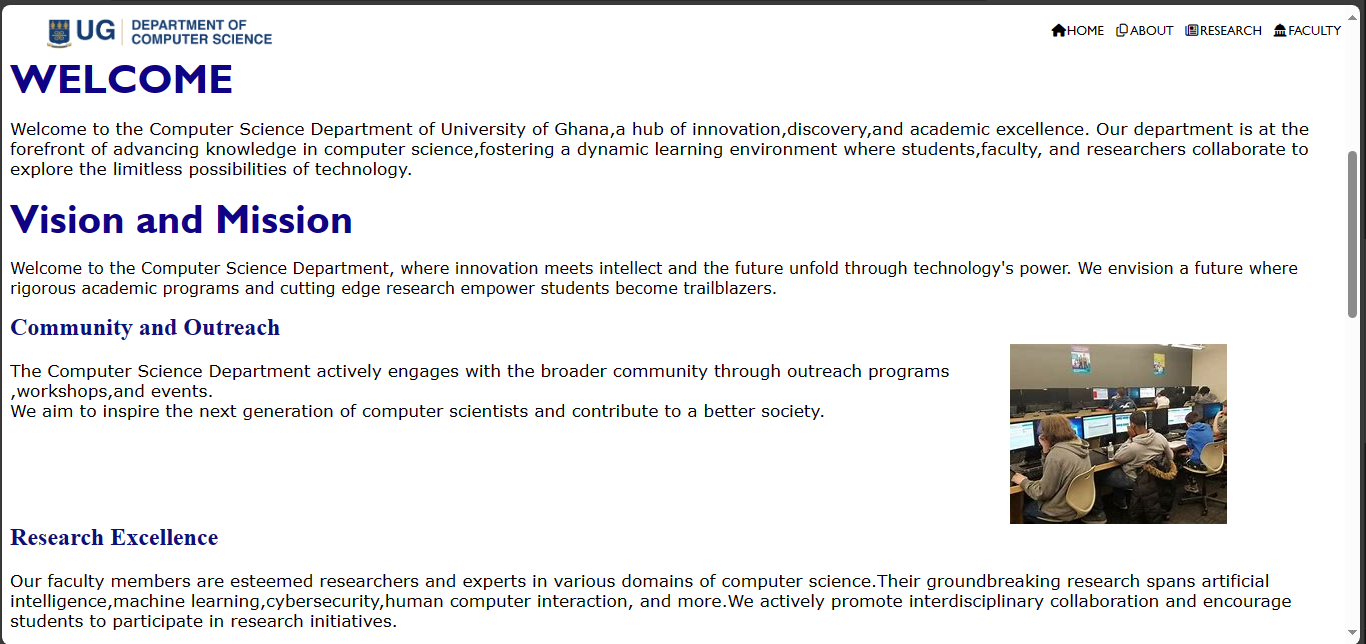 UG
DEPARTMENT OF
COMPUTER SCIENCE
HOME ABOUT RESEARCH FACULTY
WELCOME
Welcome to the Computer Science Department of University of Ghana,a hub of innovation,discovery,and academic excellence. Our department is at the
forefront of advancing knowledge in computer science,fostering a dynamic learning environment where students,faculty, and researchers collaborate to
explore the limitless possibilities of technology.
Vision and Mission
Welcome to the Computer Science Department, where innovation meets intellect and the future unfold through technology's power. We envision a future where
rigorous academic programs and cutting edge research empower students become trailblazers.
Community and Outreach
The Computer Science Department actively engages with the broader community through outreach programs
,workshops,and events.
We aim to inspire the next generation of computer scientists and contribute to a better society.
Research Excellence
Our faculty members are esteemed researchers and experts in various domains of computer science.Their groundbreaking research spans artificial
intelligence,machine learning,cybersecurity,human computer interaction, and more.We actively promote interdisciplinary collaboration and encourage
students to participate in research initiatives.